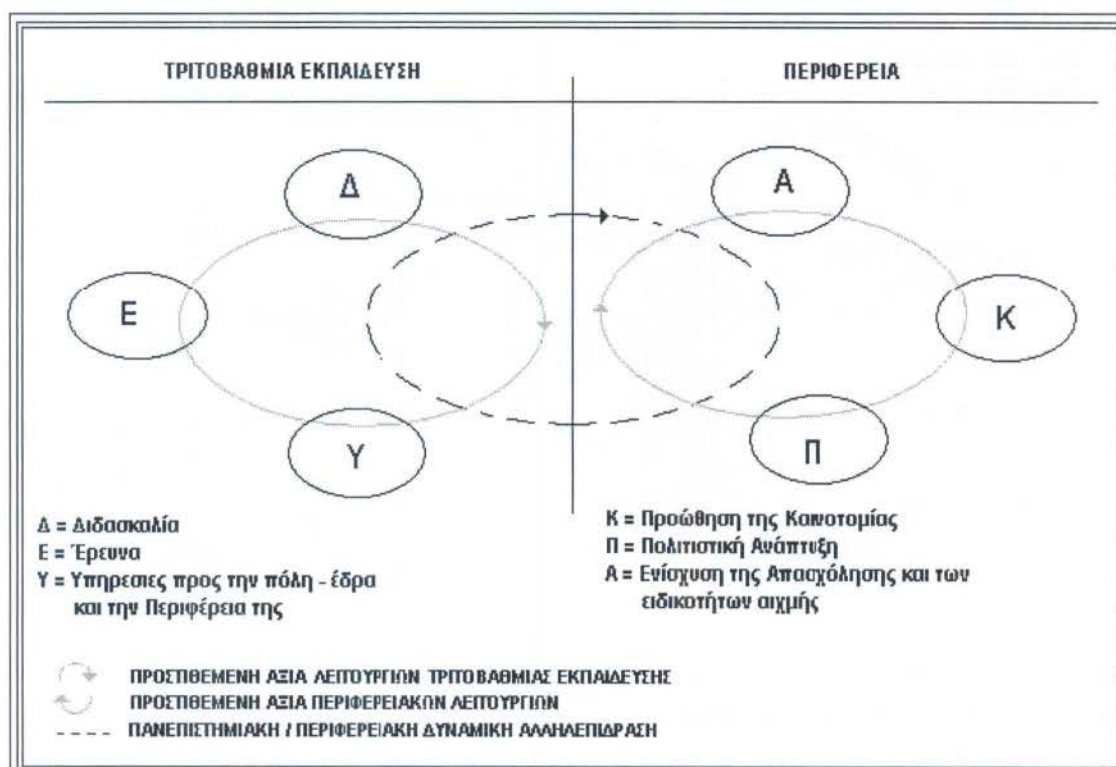 ΤΡΙΤΟΒΑΘΜΙΑ ΕΚΠΑΙΔΕΥΣΗ
ΠΕΡΙΦΕΡΕΙΑ
Δ
Α
Ε
Κ
Υ
Π
Δ = Διδασκαλία
Ε = Έρευνα
Υ = Υπηρεσιες προς την πόλη - έδρα
και την Περιφέρεια της
Κ = Προώθηση της Καινοτομίας
Π = Πολιτιστική Ανάπτυξη
Α = Ενίσχυση της Απασχόλησης και των
ειδικοτήτων αιχμής
ΠΡΟΣΤΙΘΕΜΕΝΗ ΑΞΙΑ ΛΕΙΤΟΥΡΓΙΩΝ ΤΡΙΤΟΒΑΘΜΙΑΣ ΕΚΠΑΙΔΕΥΣΗΣ
ΠΡΟΣΤΙΘΕΜΕΝΗ ΑΞΙΑ ΠΕΡΙΦΕΡΕΙΑΚΩΝ ΛΕΙΤΟΥΡΓΙΩΝ
ΠΑΝΕΠΙΣΤΗΜΙΑΚΗ / ΠΕΡΙΦΕΡΕΙΑΚΗ ΔΥΝΑΜΙΚΗ ΑΛΛΗΛΕΠΙΔΡΑΣΗ